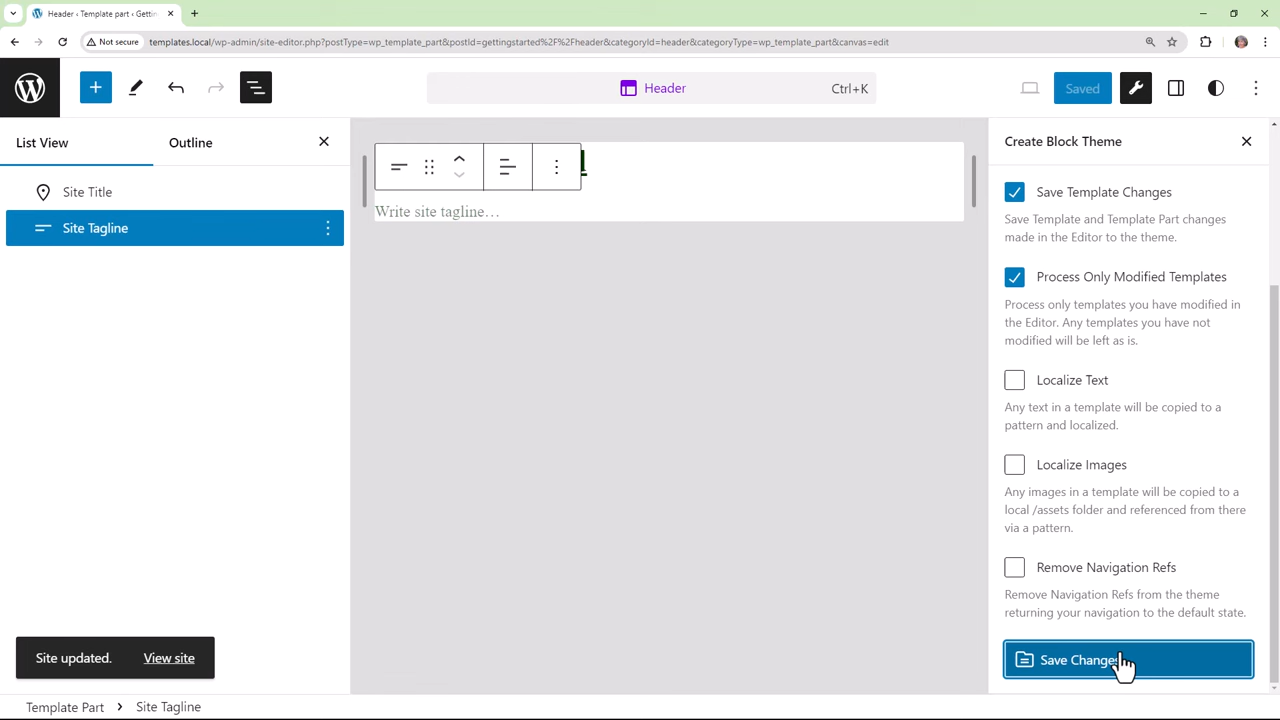 Header ‹ Template part ‹ Gettin
Not secure
templates.local/wp-admin/site-editor.php?postType=wp_template_part&postId=gettingstarted%2F%2Fheader&categoryId=header&categoryType=wp_template_part&canvas=edit
Header
Ctrl+K
Saved
List View
Outline
Site Title
Site Tagline
Write site tagline…
Create Block Theme
Save Template Changes
Save Template and Template Part changes
made in the Editor to the theme.
Process Only Modified Templates
Process only templates you have modified in
the Editor. Any templates you have not
modified will be left as is.
Localize Text
Any text in a template will be copied to a
pattern and localized.
Localize Images
Any images in a template will be copied to a
local /assets folder and referenced from there
via a pattern.
Remove Navigation Refs
Remove Navigation Refs from the theme
returning your navigation to the default state.
Save Changes
Site updated.
View site
Template Part
Site Tagline